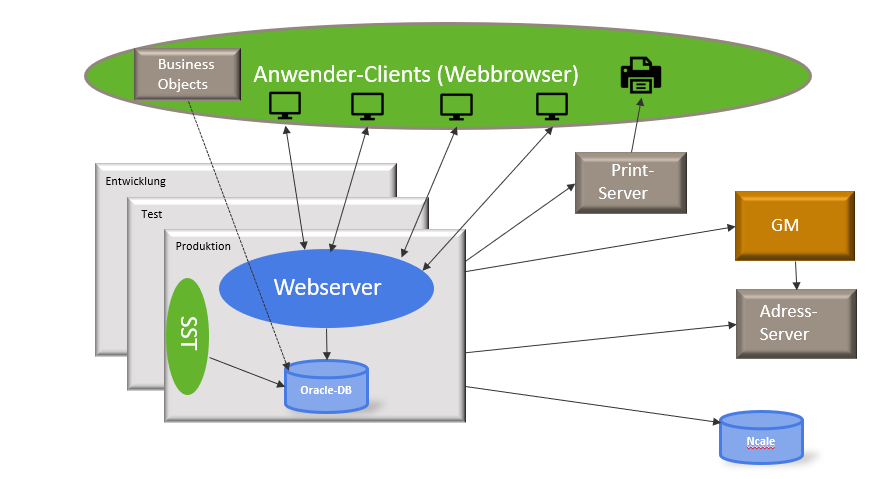 Business
Objects
Anwender-Clients (Webbrowser)
Entwicklung
Test
Produktion
Webserver
SST
Oracle-DB
Print-
Server
GM
Adress-
Server
Ncale